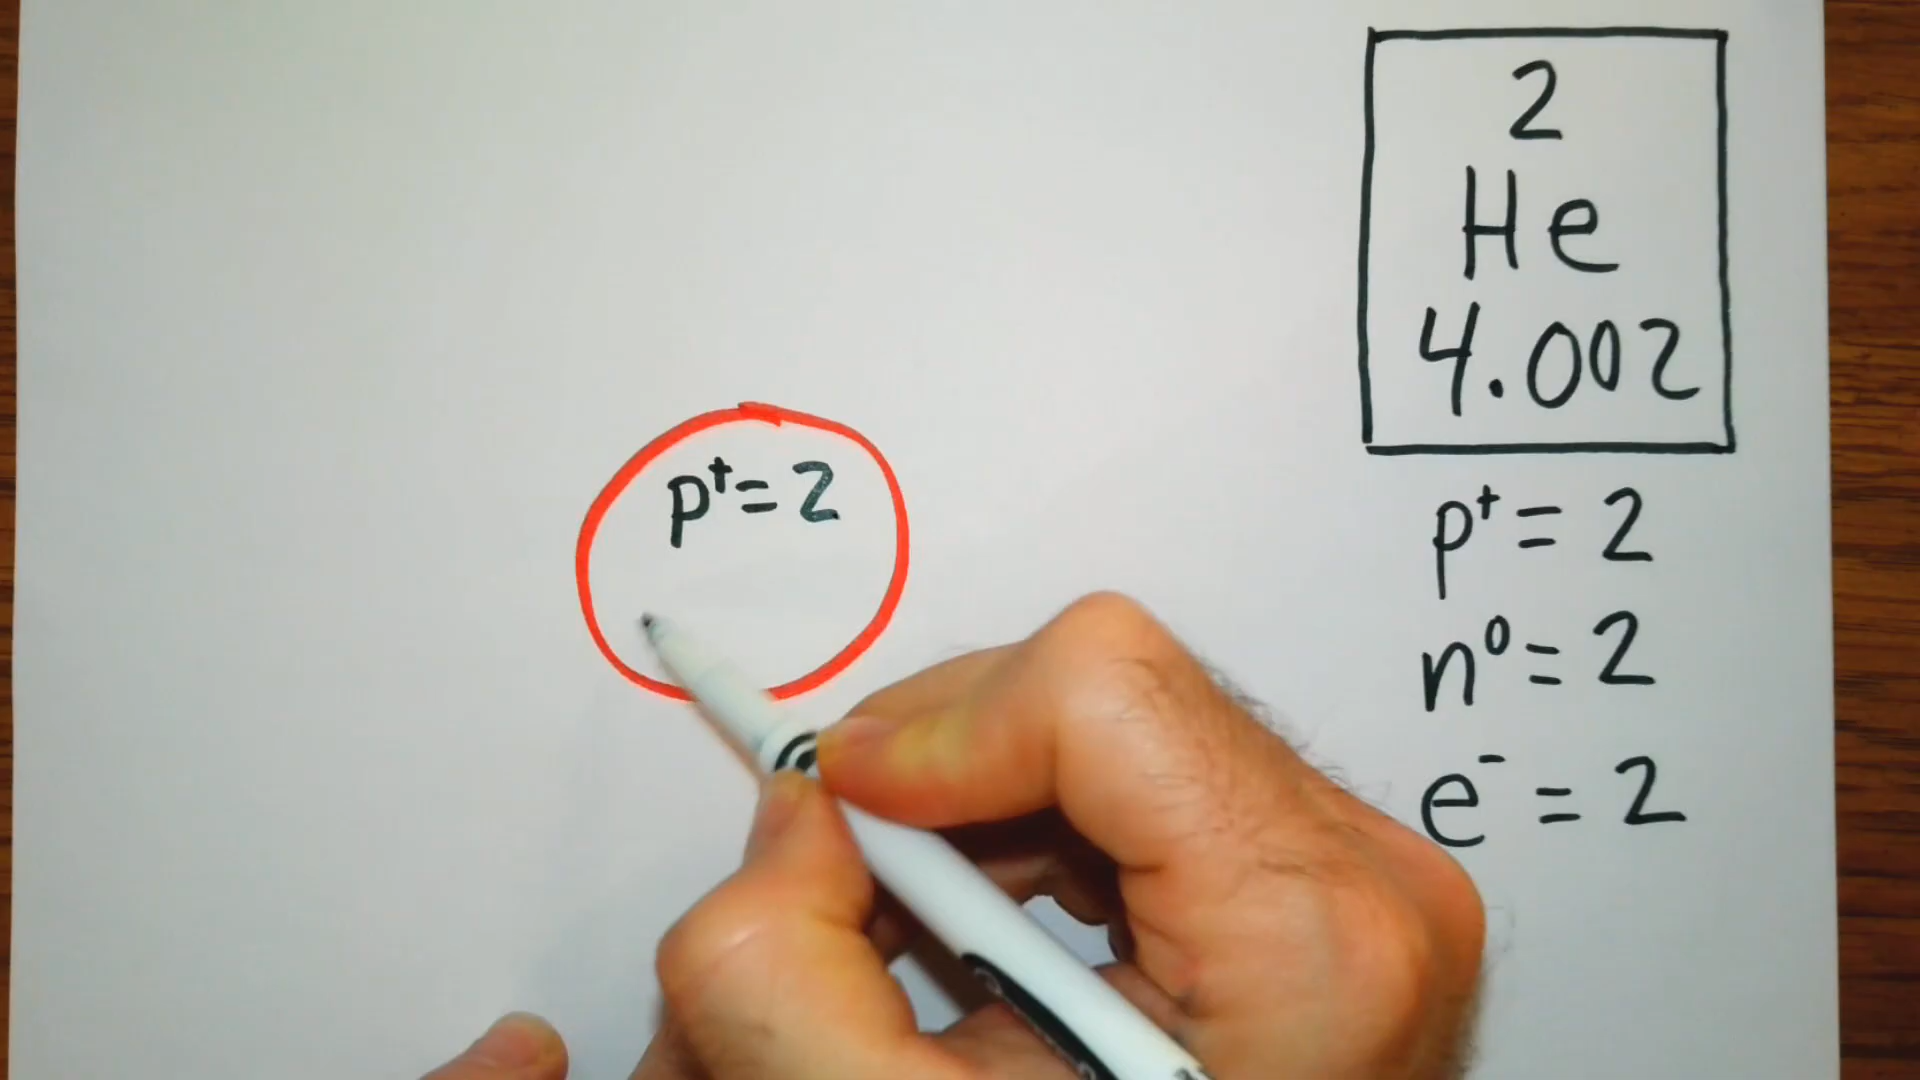 p⁺= 2
2
He
4.002
p⁺= 2
n⁰= 2
e⁻= 2